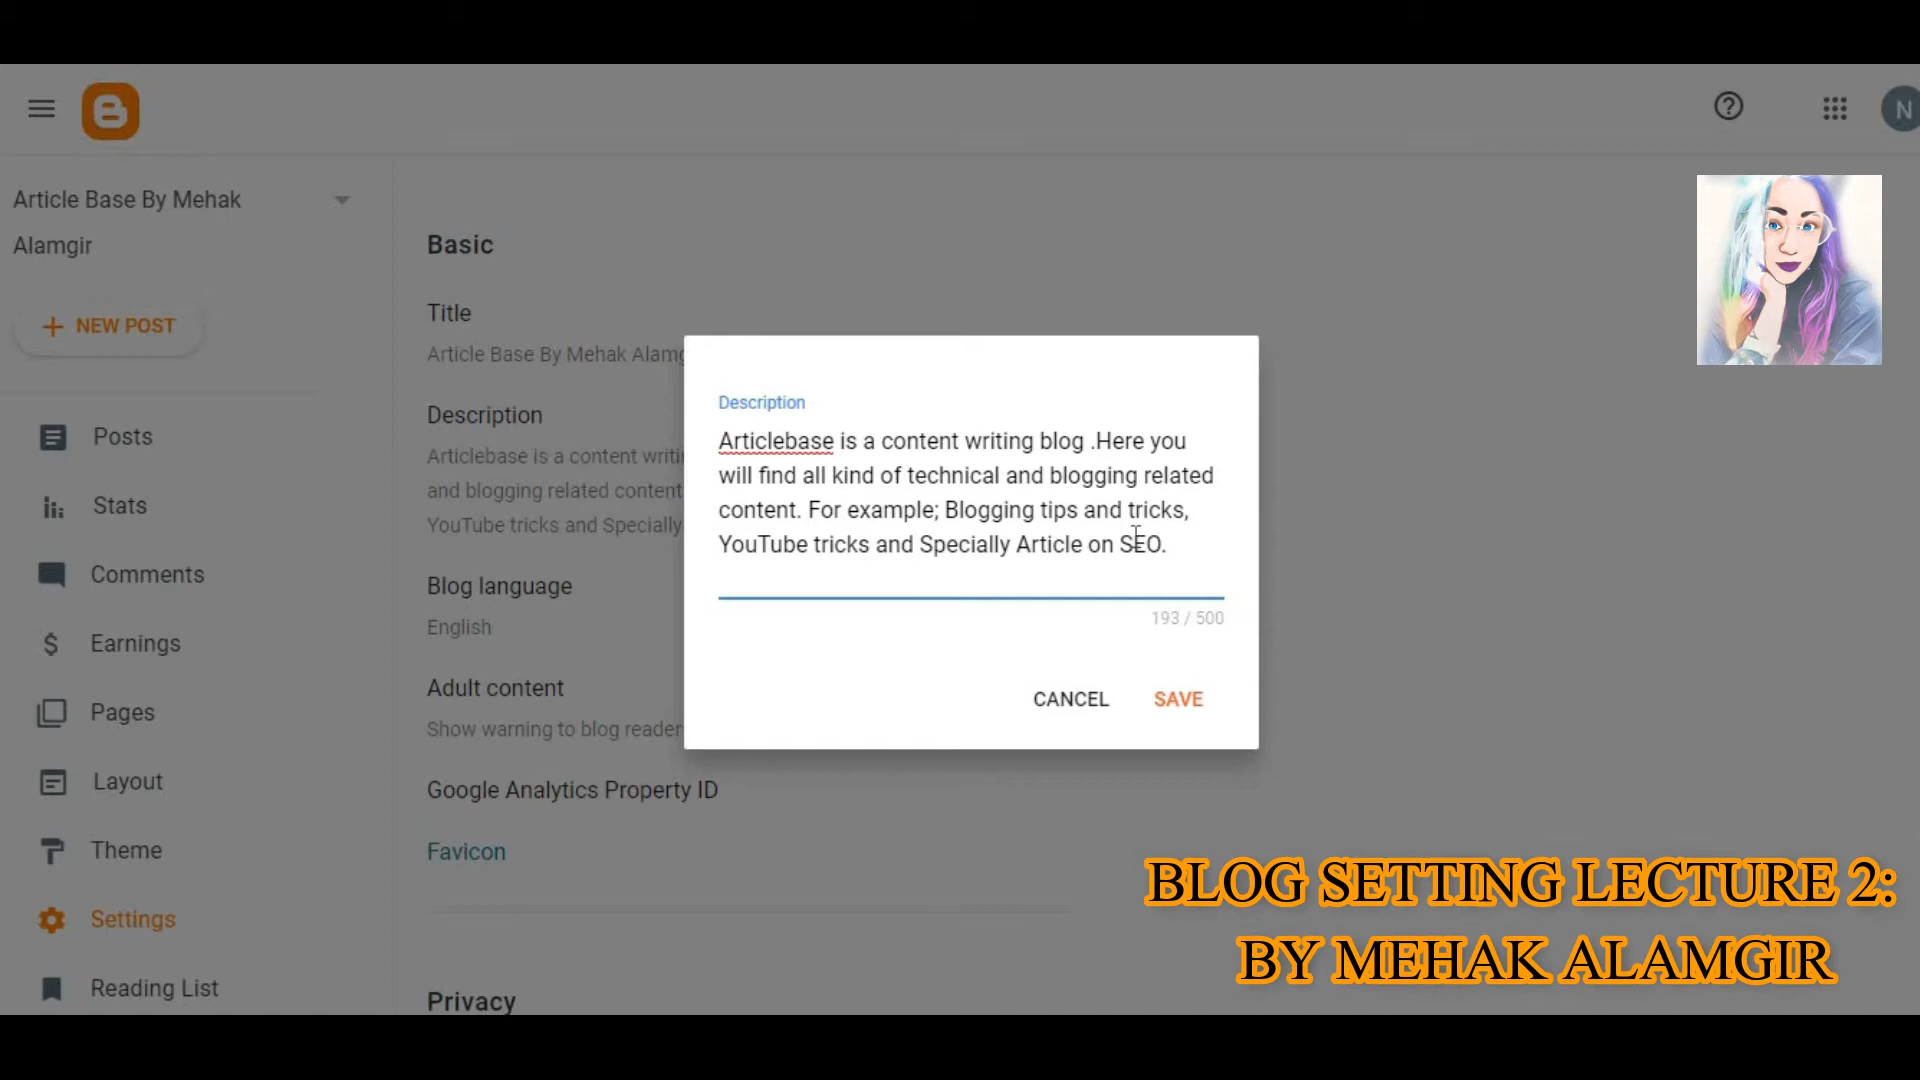 N
Article Base By Mehak
Alamgir
NEW POST
Posts
Stats
Comments
Earnings
Pages
Layout
Theme
Settings
Reading List
Basic
Title
Article Base By Mehak Alamg
Description
Articlebase is a content writi
and blogging related content
YouTube tricks and Specially
Blog language
English
Adult content
Show warning to blog reader
Google Analytics Property ID
Favicon
Privacy
Description
Articlebase is a content writing blog .Here you
will find all kind of technical and blogging related
content. For example; Blogging tips and tricks,
YouTube tricks and Specially Article on SEO.
193 / 500
CANCEL SAVE
BLOG SETTING LECTURE 2:
BY MEHAK ALAMGIR